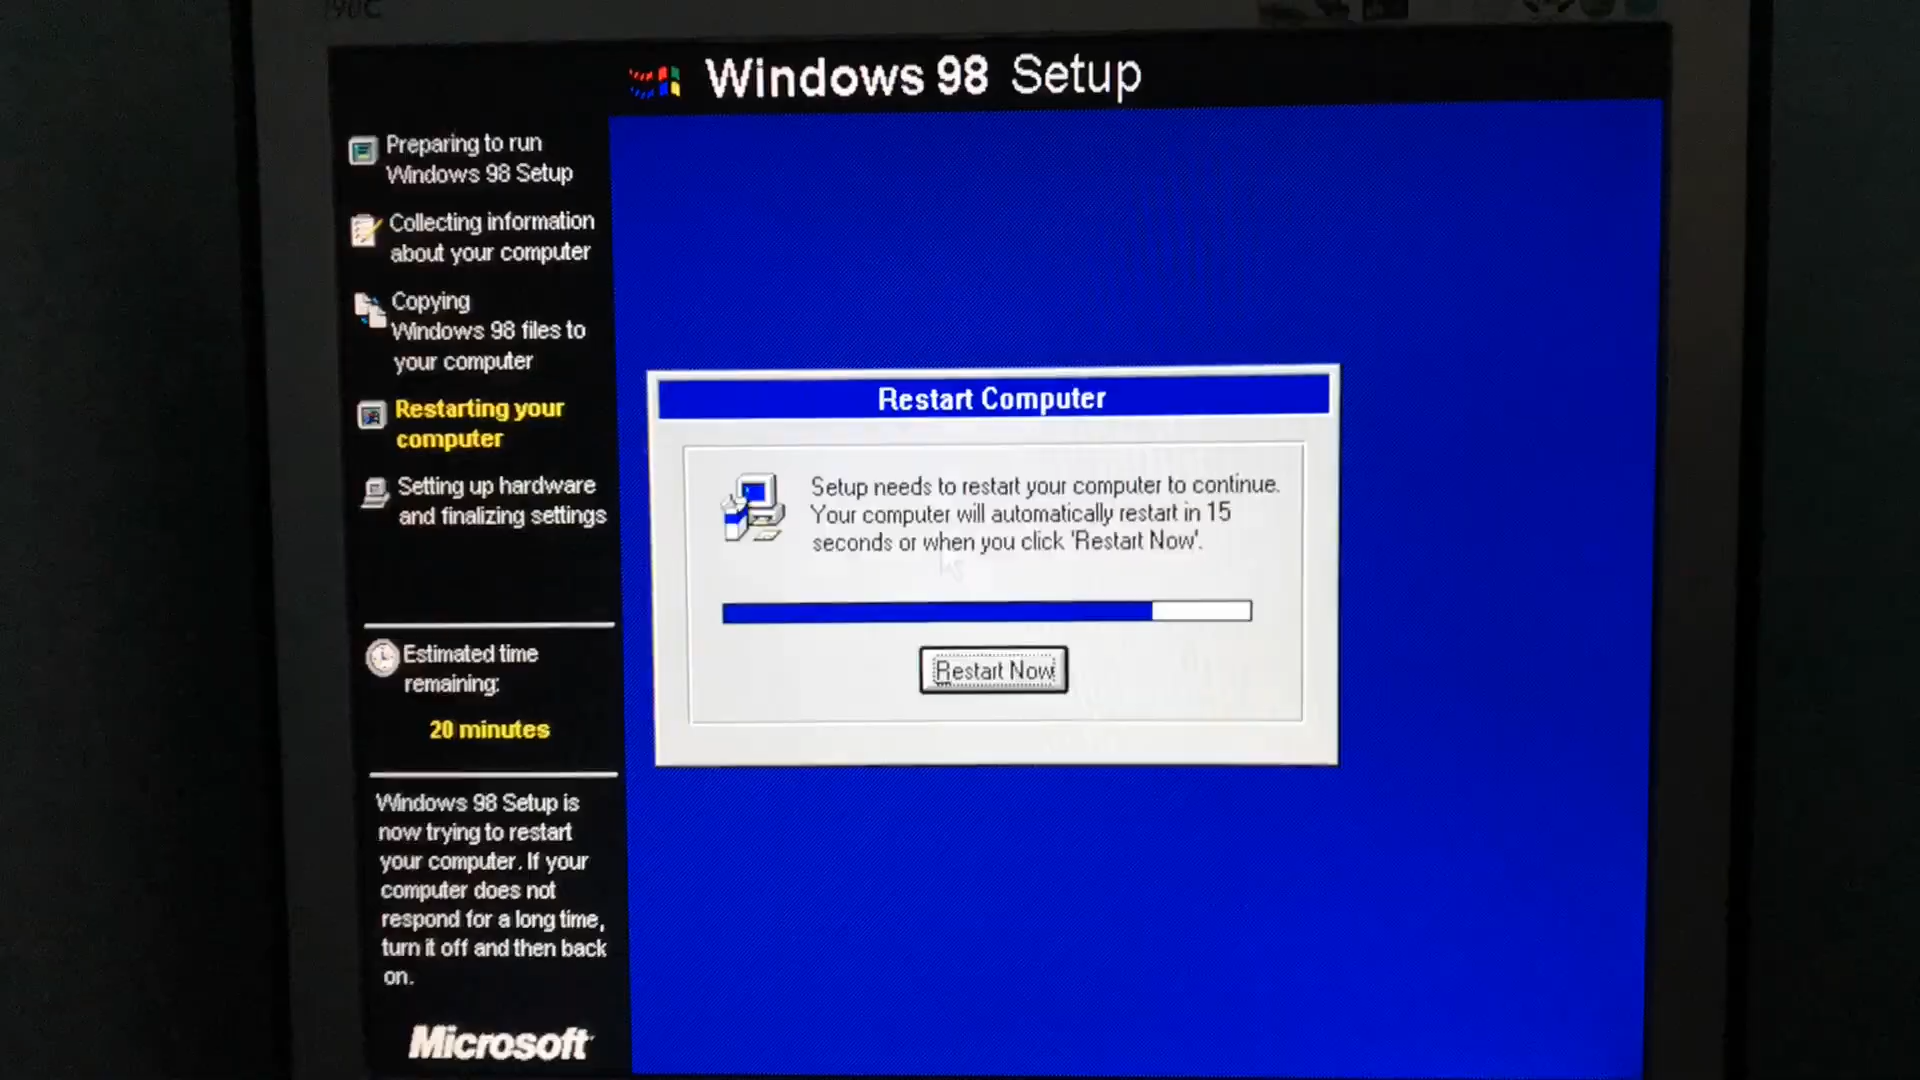 Windows 98 Setup
Preparing to run
Windows 98 Setup
Collecting information
about your computer
Copying
Windows 98 files to
your computer
Restarting your
computer
Setting up hardware
and finalizing settings
Estimated time
remaining:
20 minutes
Windows 98 Setup is
now trying to restart
your computer. If your
computer does not
respond for a long time,
turn it off and then back
on.
Microsoft
Restart Computer
Setup needs to restart your computer to continue.
Your computer will automatically restart in 15
seconds or when you click 'Restart Now'.
Restart Now